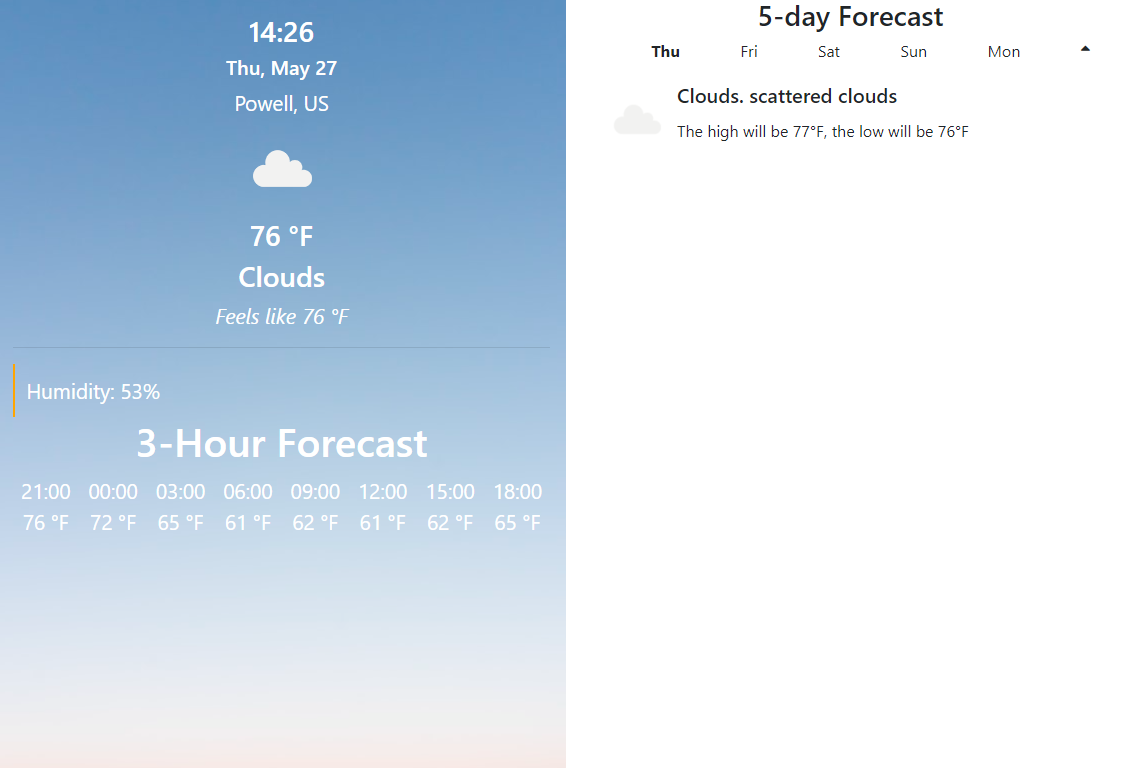 14:26
Thu, May 27
Powell, US
76 °F
Clouds
Feels like 76 °F
Humidity: 53%
3-Hour Forecast
21:00 00:00 03:00 06:00 09:00 12:00 15:00 18:00
76 °F 72 °F 65 °F 61 °F 62 °F 61 °F 62 °F 65 °F
5-day Forecast
Thu Fri Sat Sun Mon
Clouds. scattered clouds
The high will be 77°F, the low will be 76°F